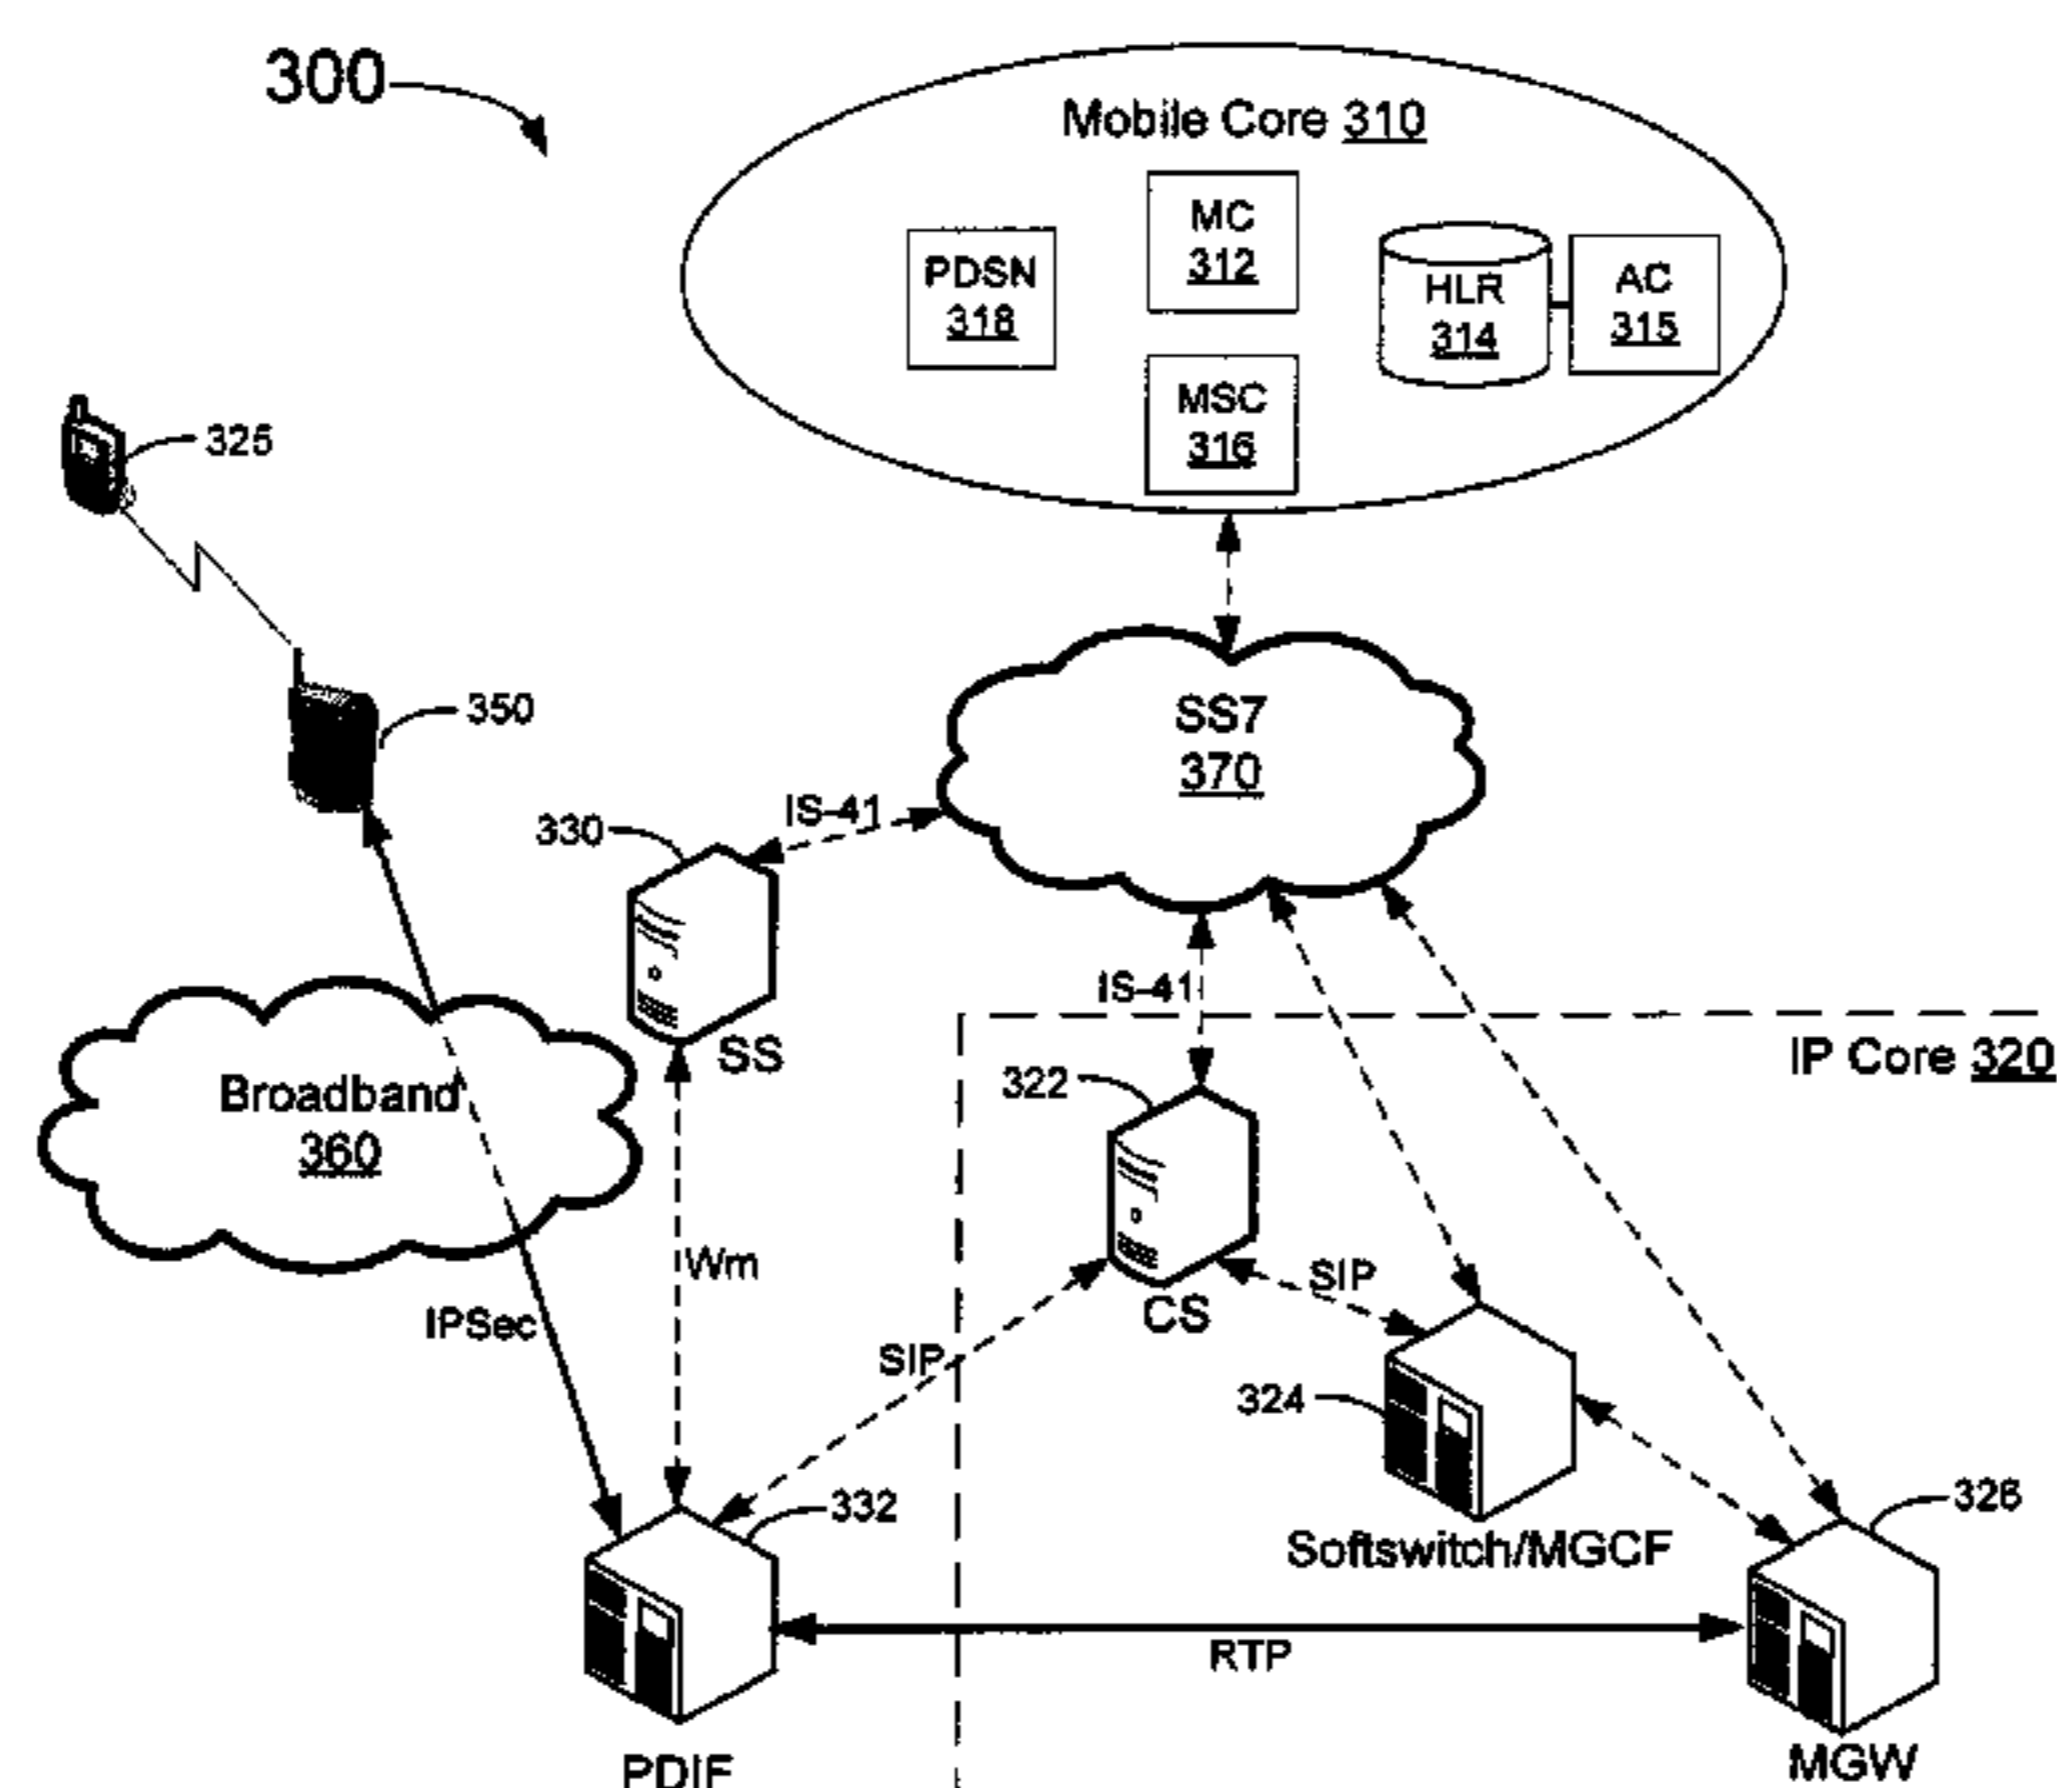 300
Mobile Core 310
MC
312
PDSN
318
HLR
314
AC
315
MSC
316
325
350
SS7
370
IS-41
330
SS
IS-41
IP Core 320
322
Broadband
360
Wm
CS
SIP
IPSec
SIP
324
332
326
Softswitch/MGCF
RTP
PDIF
MGW